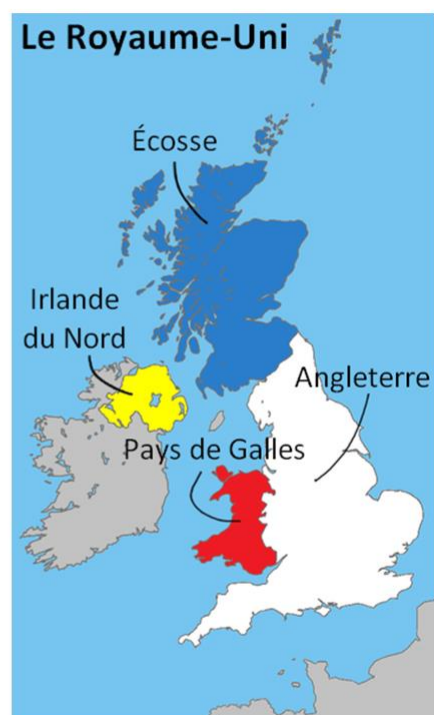 Le Royaume-Uni
Écosse
Irlande
du Nord
Angleterre
Pays de Galles